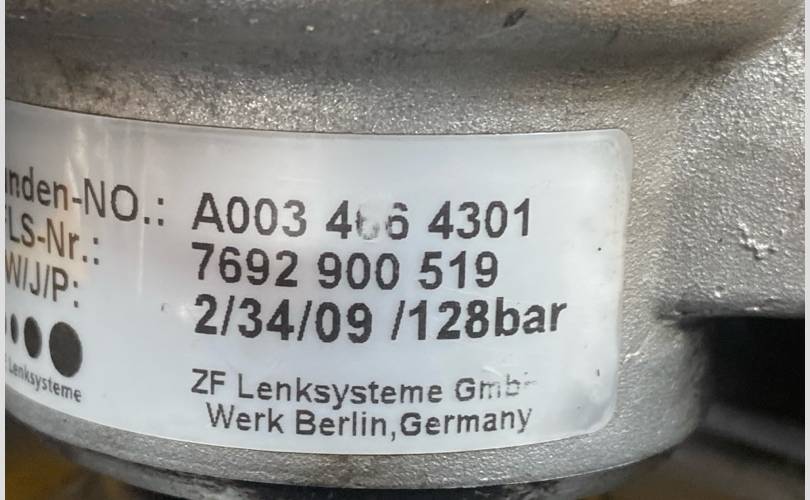 nden-NO.: A003 466 4301
LS-Nr.: 7692 900 519
W/J/P: 2/34/09 /128bar
Lenksysteme
ZF Lenksysteme Gmb
Werk Berlin,Germany